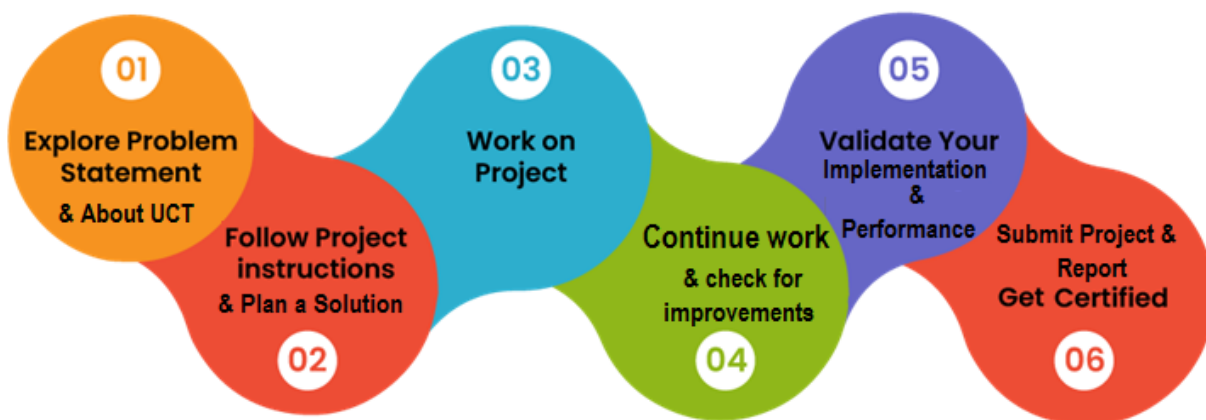 01
Explore Problem
Statement
& About UCT
Follow Project
instructions
& Plan a Solution
02
03
Work on
Project
Continue work
& check for
improvements
04
05
Validate Your
Implementation
&
Performance
Submit Project &
Report
Get Certified
06